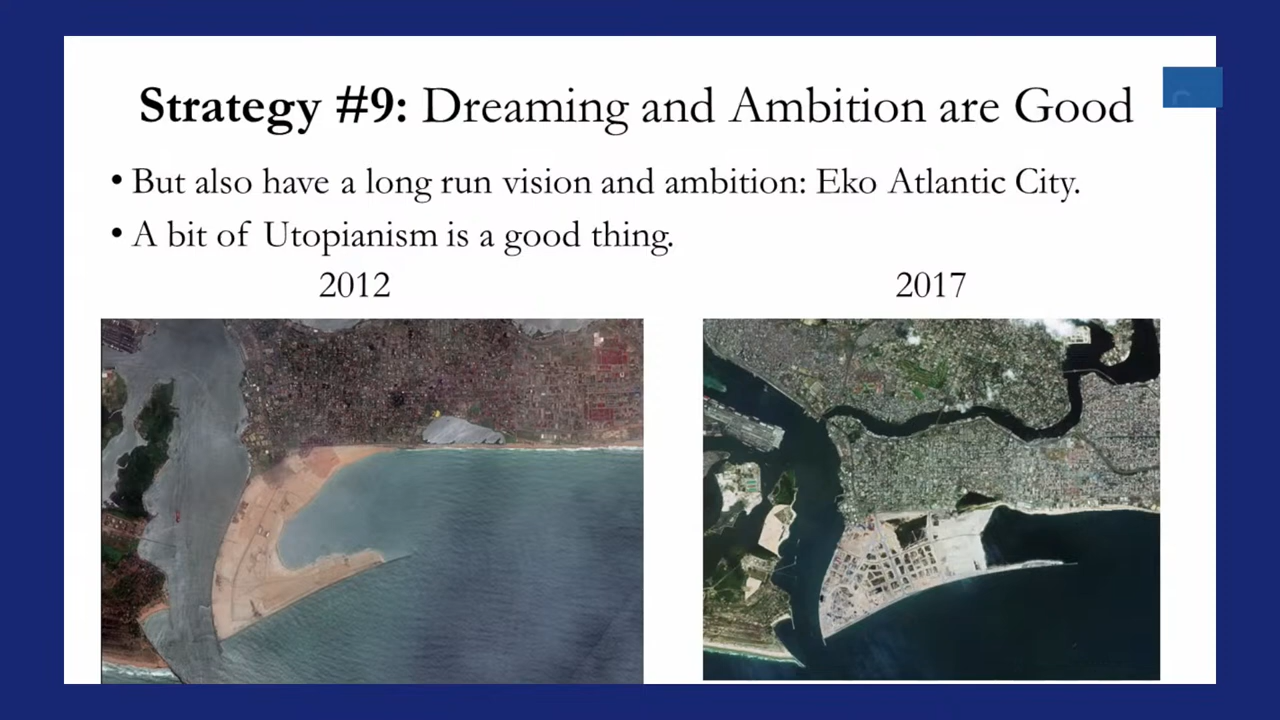 Strategy #9: Dreaming and Ambition are Good
• But also have a long run vision and ambition: Eko Atlantic City.
• A bit of Utopianism is a good thing.
2012 2017